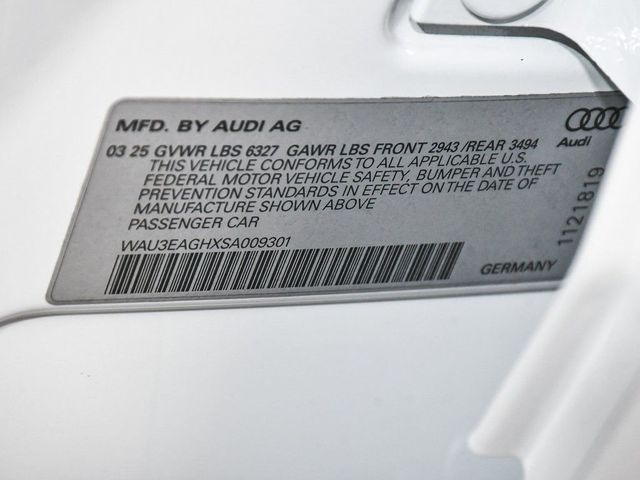 MFD. BY AUDI AG
03 25 GVWR LBS 6327 GAWR LBS FRONT 2943 /REAR 3494
THIS VEHICLE CONFORMS TO ALL APPLICABLE U.S.
FEDERAL MOTOR VEHICLE SAFETY, BUMPER AND THEFT
PREVENTION STANDARDS IN EFFECT ON THE DATE OF
MANUFACTURE SHOWN ABOVE
PASSENGER CAR
WAU3EAGHXSA009301
Audi
1121819
GERMANY